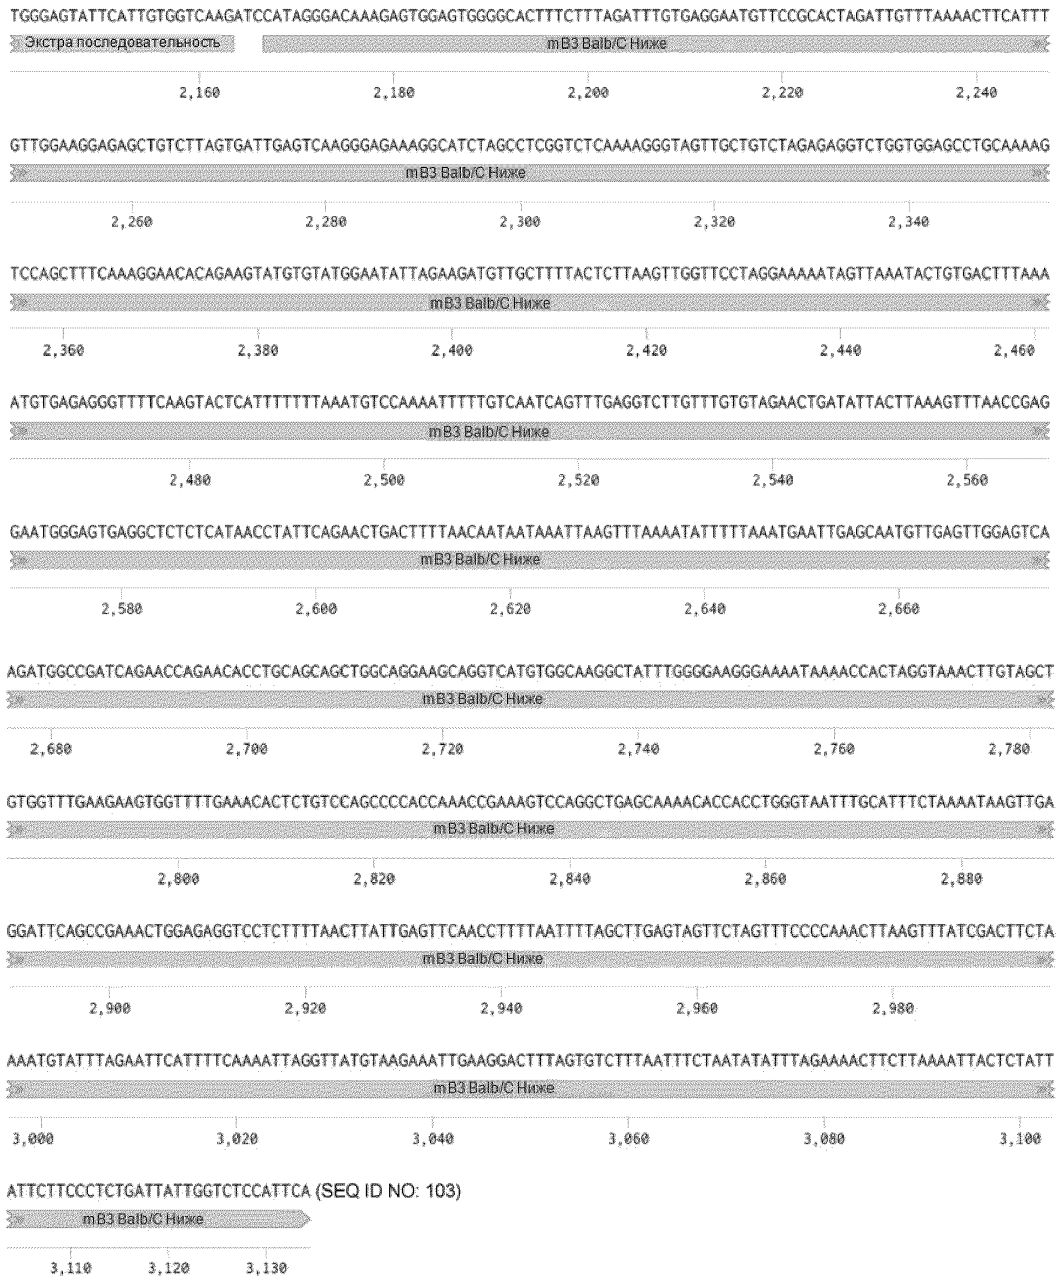 TGGGAGTATTCATTGTGGTCAAGATCCATAGGGACAAAGAGTGGAGTGGGGCACTTTCTTTAGATTTGTGAGGAATGTTCCGCACTAGATTGTTTAAAACTTCATTT
Экстра последовательность mB3 Balb/C Ниже
2,160 2,180 2,200 2,220 2,240
GTTGGAAGGAGAGCTGTCTTAGTGATTGAGTCAAGGGAGAAAGGCATCTAGCCTCGGTCTCAAAAGGGTAGTTGCTGTCTAGAGAGGTCTGGTGGAGCCTGCAAAAG
mB3 Balb/C Ниже
2,260 2,280 2,300 2,320 2,340
TCCAGCTTTCAAAGGAACACAGAAGTATGTGTATGGAATATTAGAAGATGTTGCTTTTACTCTTAAGTTGGTTCCTAGGAAAAATAGTTAAATACTGTGACTTTAAA
mB3 Balb/C Ниже
2,360 2,380 2,400 2,420 2,440 2,460
ATGTGAGAGGGTTTTCAAGTACTCATTTTTTTAAATGTCCAAAATTTTTGTCAATCAGTTTGAGGTCTTGTTTGTGTAGAACTGATATTACTTAAAGTTTAACCGAG
mB3 Balb/C Ниже
2,480 2,500 2,520 2,540 2,560
GAATGGGAGTGAGGCTCTCTCATAACCTATTCAGAACTGACTTTTAACAATAATAAATTAAGTTTAAAATATTTTTAAATGAATTGAGCAATGTTGAGTTGGAGTCA
mB3 Balb/C Ниже
2,580 2,600 2,620 2,640 2,660
AGATGGCCGATCAGAACCAGAACACCTGCAGCAGCTGGCAGGAAGCAGGTCATGTGGCAAGGCTATTTGGGGAAGGGAAAATAAAACCACTAGGTAAACTTGTAGCT
mB3 Balb/C Ниже
2,680 2,700 2,720 2,740 2,760 2,780
GTGGTTTGAAGAAGTGGTTTTGAAACACTCTGTCCAGCCCCACCAAACCGAAAGTCCAGGCTGAGCAAAACACCACCTGGGTAATTTGCATTTCTAAAATAAGTTGA
mB3 Balb/C Ниже
2,800 2,820 2,840 2,860 2,880
GGATTCAGCCGAAACTGGAGAGGTCCTCTTTTAACTTATTGAGTTCAACCTTTTAATTTTAGCTTGAGTAGTTCTAGTTTCCCCAAACTTAAGTTTATCGACTTCTA
mB3 Balb/C Ниже
2,900 2,920 2,940 2,960 2,980
AAATGTATTTAGAATTCATTTTCAAAATTAGGTTATGTAAGAAATTGAAGGACTTTAGTGTCTTTAATTTCTAATATATTTAGAAAACTTCTTAAAATTACTCTATT
mB3 Balb/C Ниже
3,000 3,020 3,040 3,060 3,080 3,100
ATTCTTCCCTCTGATTATTGGTCTCCATTCA (SEQ ID NO: 103)
mB3 Balb/C Ниже
3,110 3,120 3,130